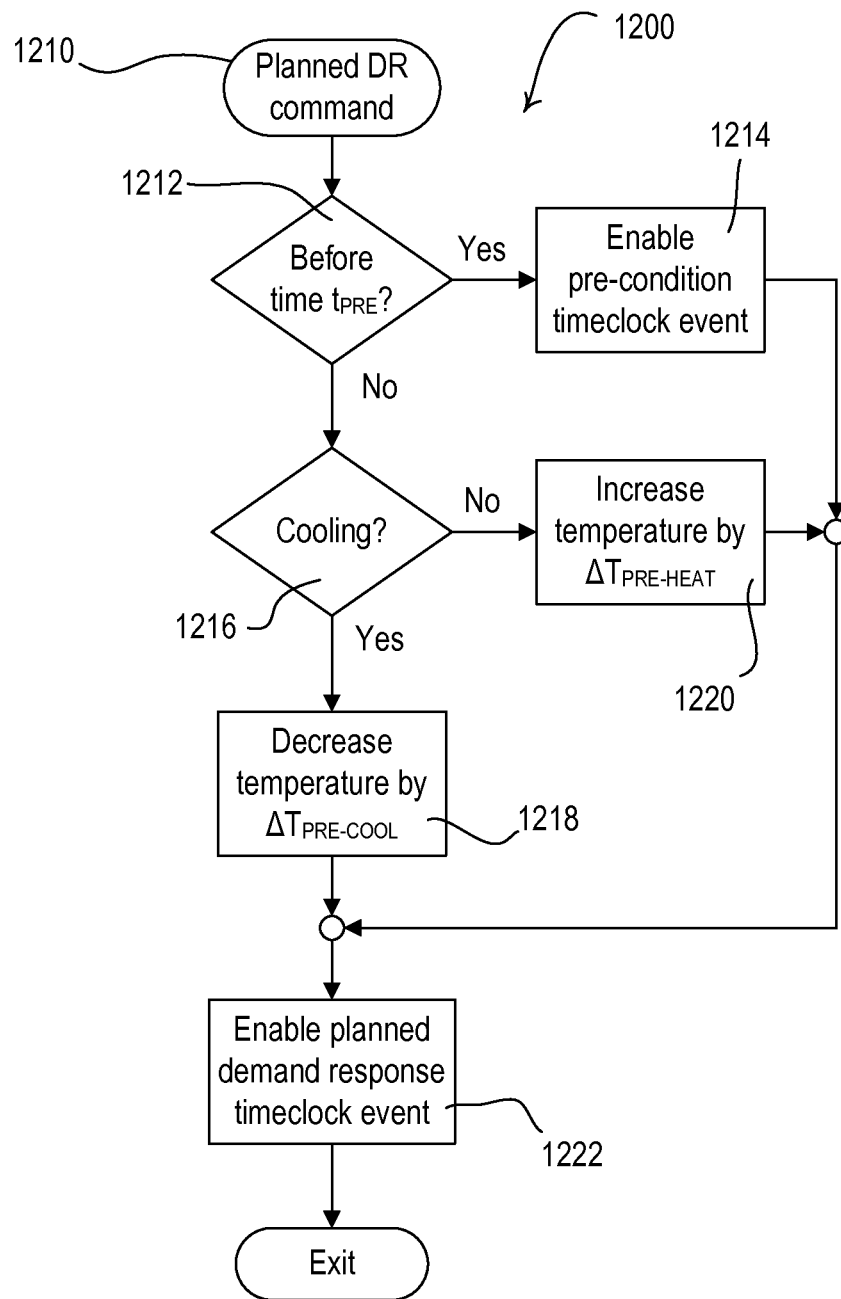 1200
1210
Planned DR
command
1212
Before
time tPRE?
Yes
1214
Enable
pre-condition
timeclock event
No
Cooling?
No
Increase
temperature by
ΔTPRE-HEAT
1216
Yes
1220
Decrease
temperature by
ΔTPRE-COOL
1218
Enable planned
demand response
timeclock event
1222
Exit